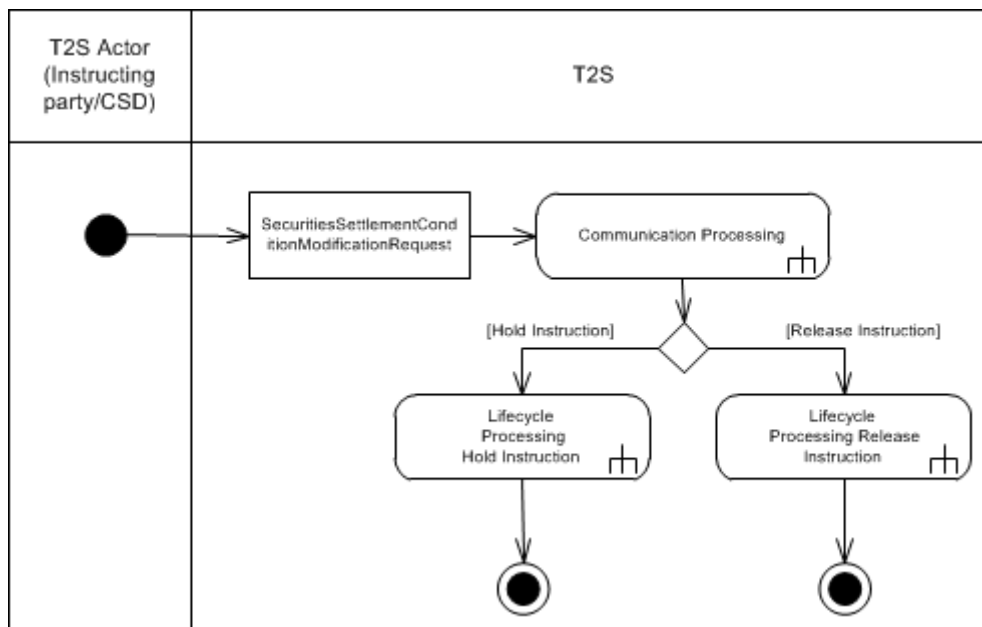 T2S Actor
(Instructing
party/CSD)
T2S
SecuritiesSettlementCond
itionModificationRequest
Communication Processing
[Hold Instruction]
[Release Instruction]
Lifecycle
Processing
Hold Instruction
Lifecycle
Processing Release
Instruction